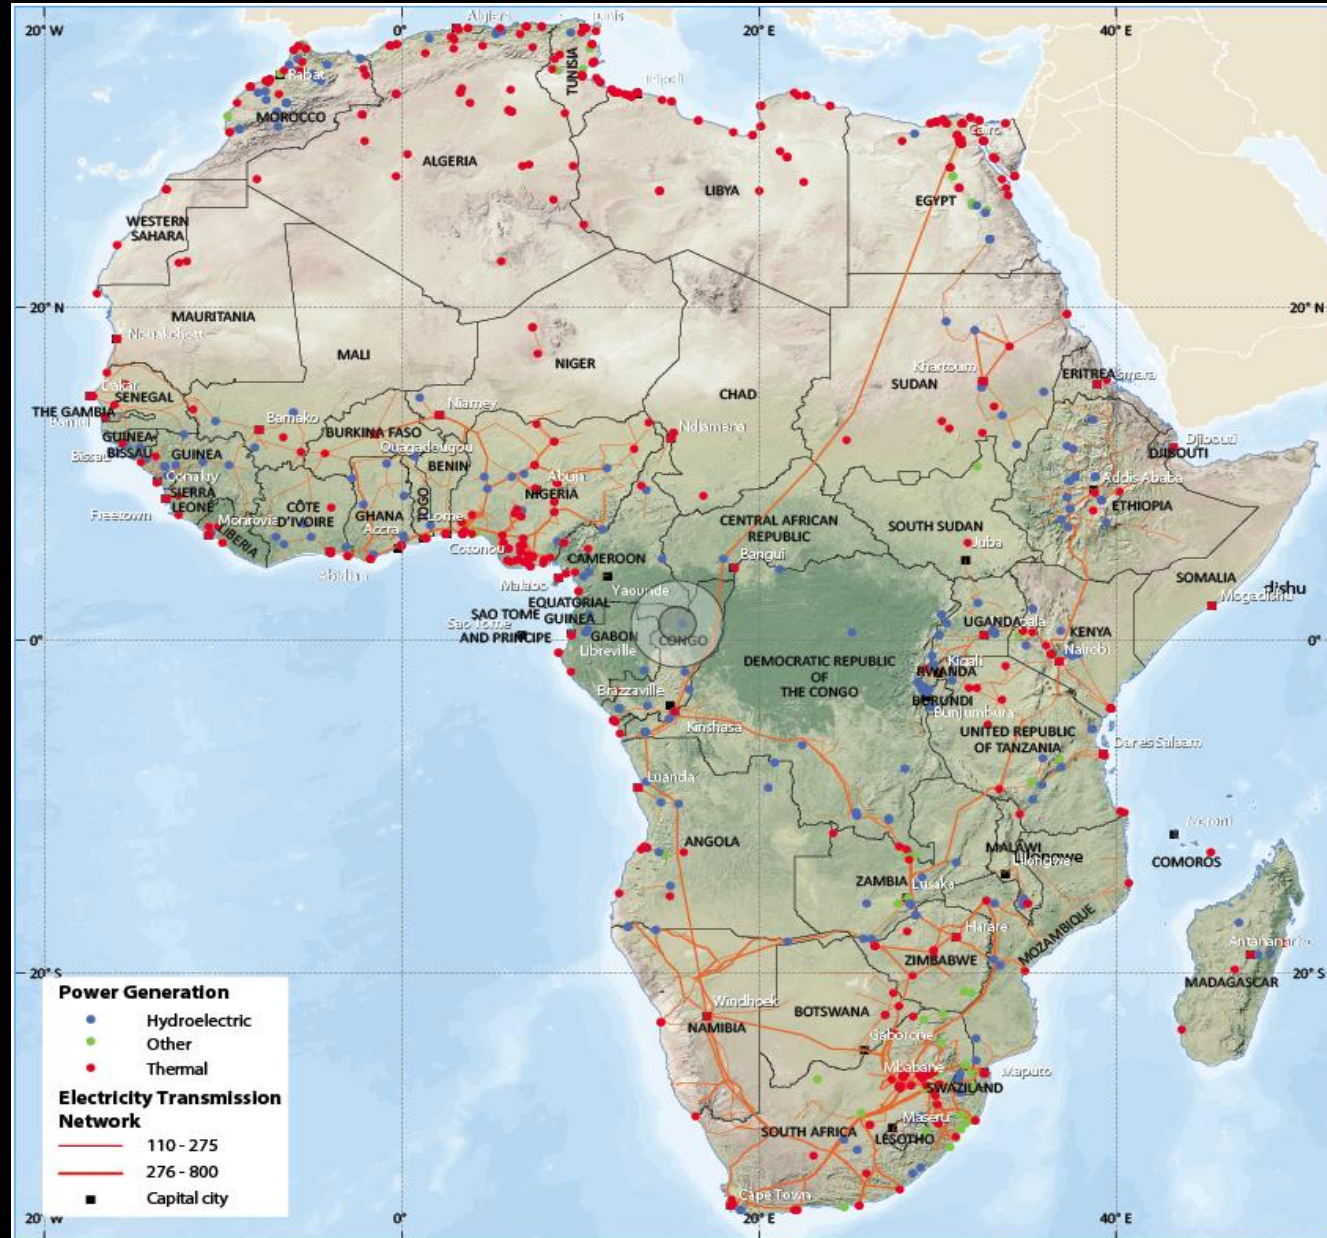 20° W
0°
20° E
40° E
Algiers
Tunis
Rabat
TUNISIA
Tripoli
MOROCCO
Cairo
ALGERIA
LIBYA
EGYPT
WESTERN
SAHARA
20° N
20° N
MAURITANIA
Nouakchott
MALI
NIGER
CHAD
SUDAN
Khartoum
ERITREA
Asmara
Dakar
SENEGAL
THE GAMBIA
Banjul
Bamako
Niamey
Ndjamena
BURKINA FASO
Ouagadougou
GUINEA-
BISSAU
Bissau
GUINEA
BENIN
Abuja
NIGERIA
Djibouti
DJIBOUTI
Conakry
SIERRA
LEONE
Freetown
CÔTE
D'IVOIRE
GHANA
TOGO
Addis Ababa
ETHIOPIA
Monrovia
LIBERIA
Accra
Lome
Cotonou
Abidjan
CENTRAL AFRICAN
REPUBLIC
Bangui
SOUTH SUDAN
Juba
CAMEROON
Malabo
Yaounde
SOMALIA
Mogadishu
dishu
EQUATORIAL
GUINEA
SAO TOME
AND PRINCIPE
Sao Tome
GABON
Libreville
CONGO
UGANDA
pala
KENYA
Nairobi
0°
0°
DEMOCRATIC REPUBLIC
OF
THE CONGO
Kigali
RWANDA
BURUNDI
Bunjumbura
Brazzaville
Kinshasa
UNITED REPUBLIC
OF TANZANIA
Dar es Salaam
Luanda
ANGOLA
MALAWI
Lilongwe
Lilongwe
Moroni
COMOROS
ZAMBIA
Lusaka
Harare
ZIMBABWE
MOZAMBIQUE
Antananarivo
MADAGASCAR
20° S
20° S
Windhoek
NAMIBIA
BOTSWANA
Gaborone
Mbabane
SWAZILAND
Maputo
Maseru
SOUTH AFRICA
LESOTHO
Cape Town
Power Generation
Hydroelectric
Other
Thermal
Electricity Transmission
Network
110 - 275
276 - 800
Capital city
20° W
0°
20° E
40° E